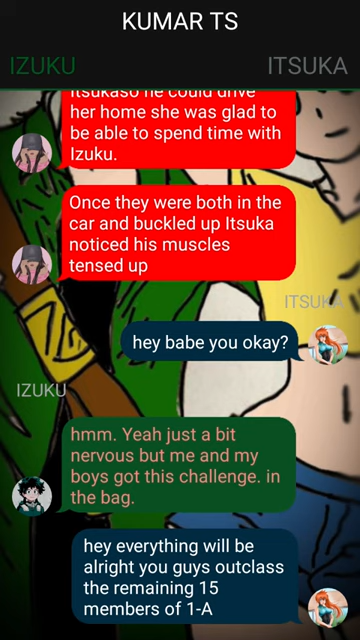 KUMAR TS
IZUKU
ITSUKA
Itsukaso he could drive
her home she was glad to
be able to spend time with
Izuku.
Once they were both in the
car and buckled up Itsuka
noticed his muscles
tensed up
ITSUKA
hey babe you okay?
IZUKU
hmm. Yeah just a bit
nervous but me and my
boys got this challenge. in
the bag.
hey everything will be
alright you guys outclass
the remaining 15
members of 1-A